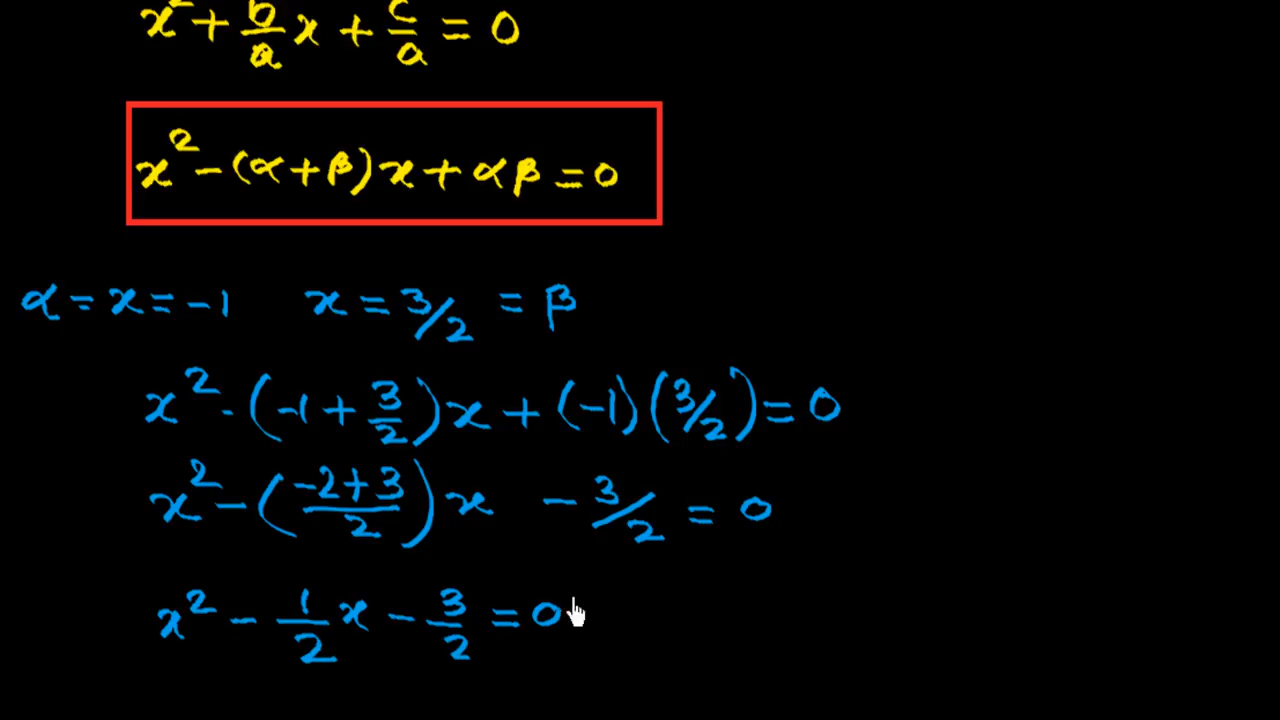 x² + b/a x + c/a = 0
x² - (α + β) x + α β = 0
α = x = -1   x = 3/2 = β
x² - (-1 + 3/2) x + (-1) (3/2) = 0
x² - (-2+3/2) x - 3/2 = 0
x² - 1/2 x - 3/2 = 0